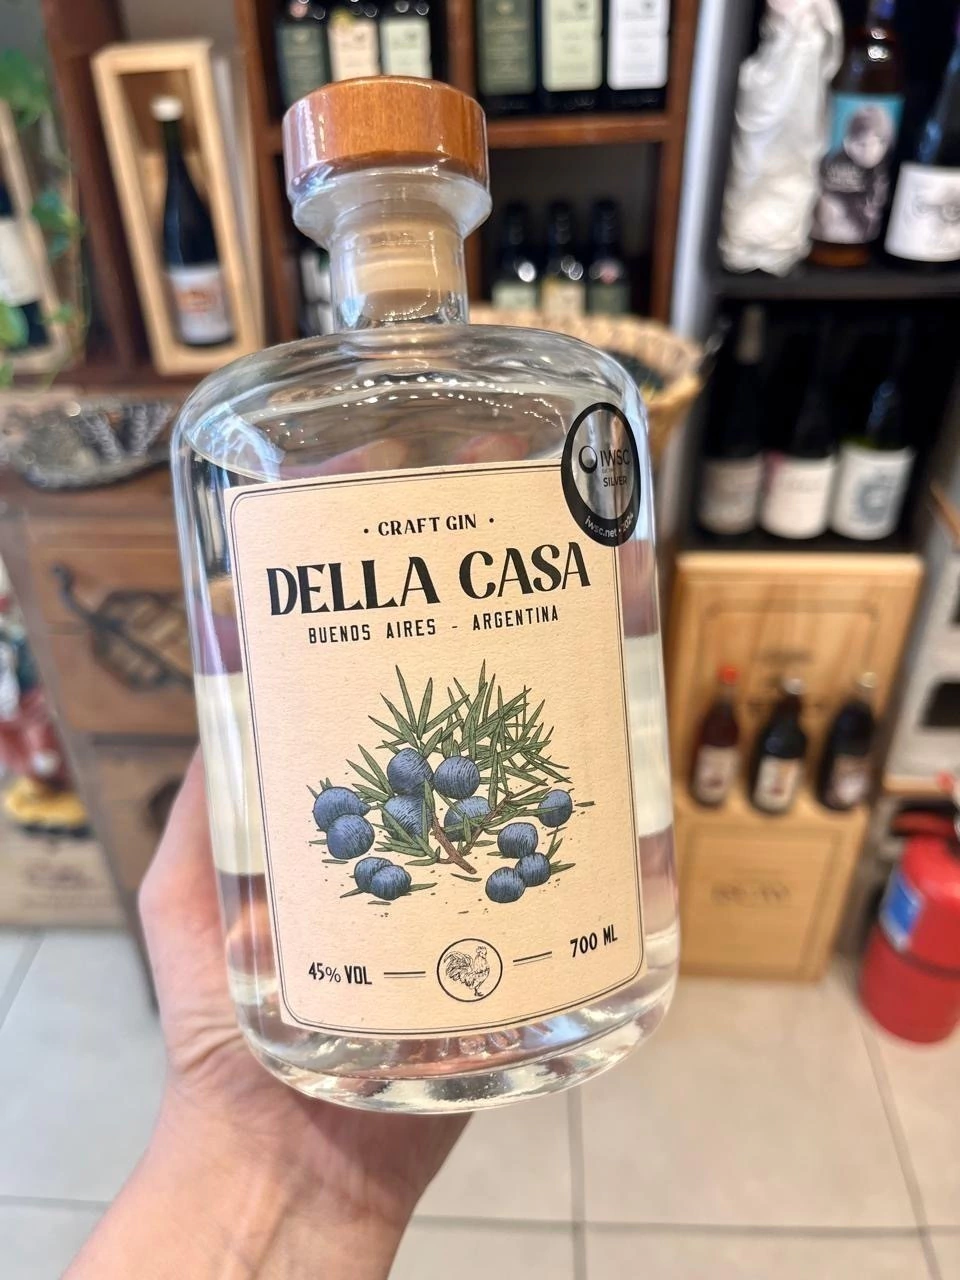 IWSC
SILVER
iwsc.net
• CRAFT GIN •
DELLA CASA
BUENOS AIRES - ARGENTINA
45% VOL
700 ML